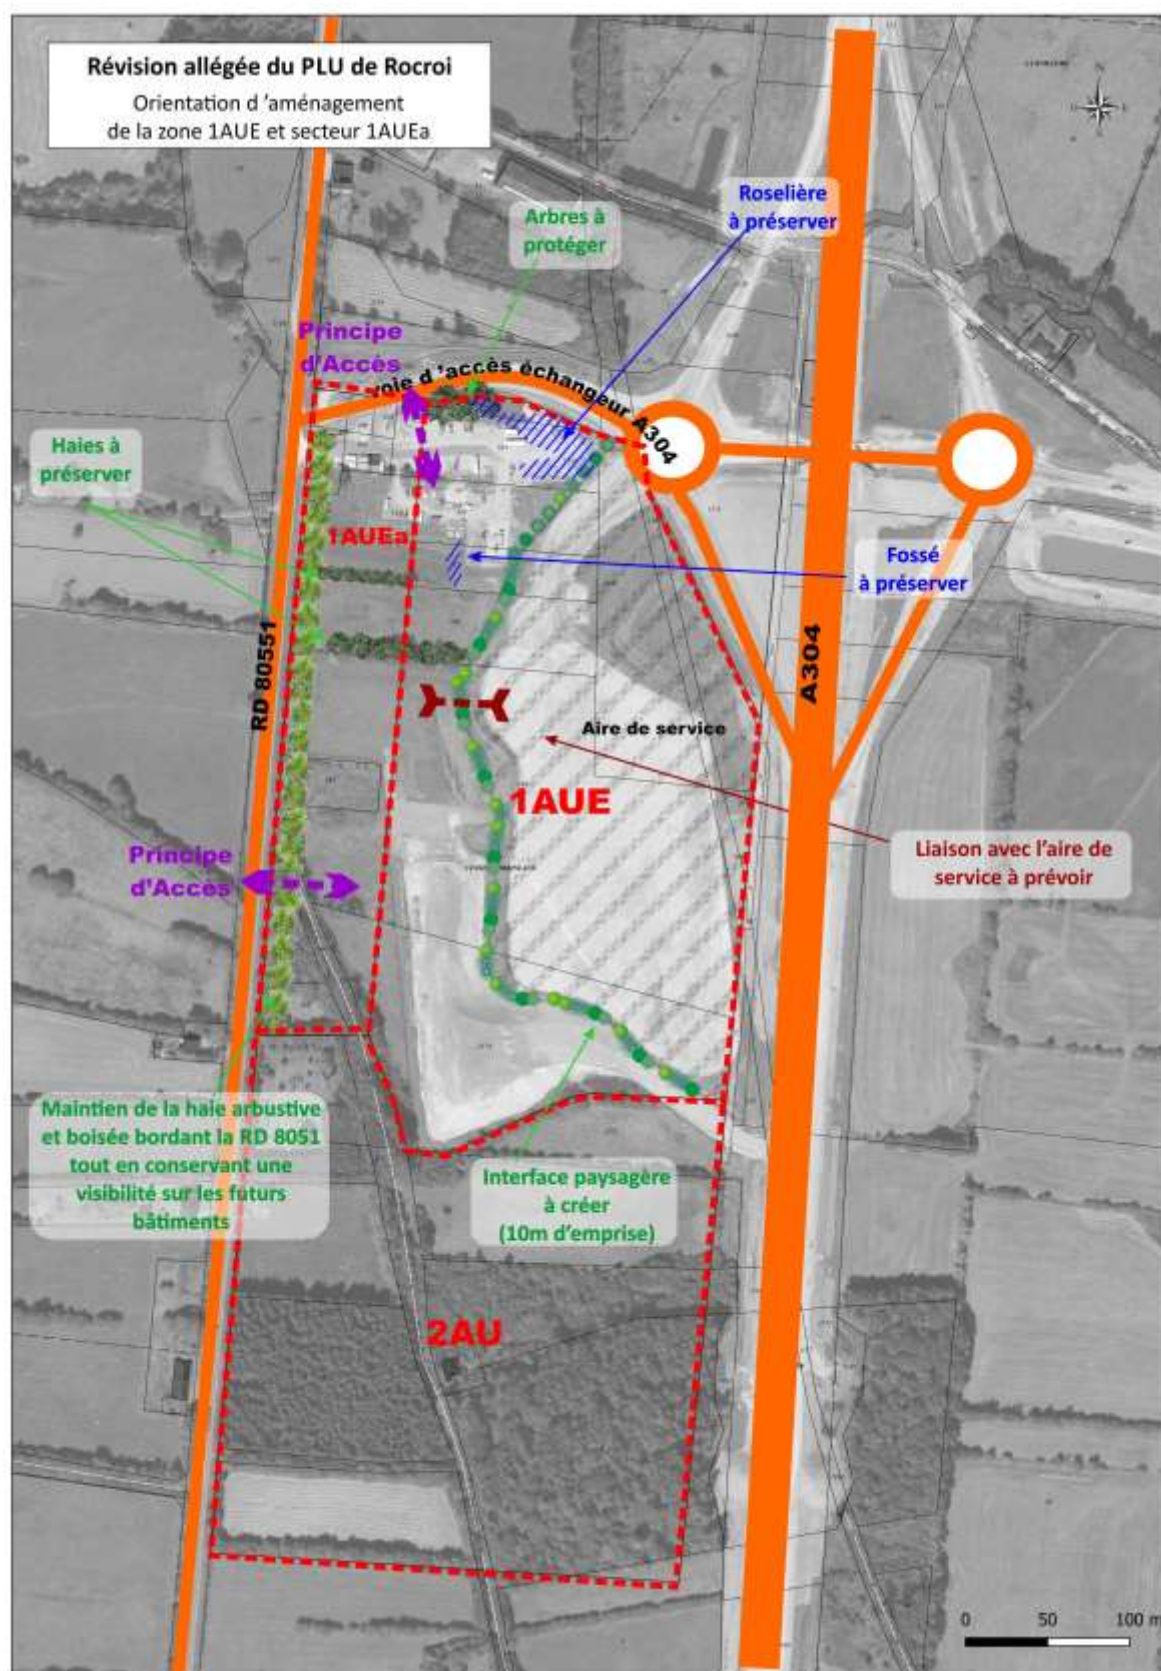 Révision allégée du PLU de Rocroi
Orientation d 'aménagement
de la zone 1AUE et secteur 1AUEa
N
Roselière
à préserver
Arbres à
protéger
Principe
d'Accès
voie d 'accès échangeur A304
Haies à
préserver
1AUEa
Fossé
à préserver
RD 80551
A304
Aire de service
1AUE
Principe
d'Accès
Liaison avec l'aire de
service à prévoir
Maintien de la haie arbustive
et boisée bordant la RD 8051
tout en conservant une
visibilité sur les futurs
bâtiments
Interface paysagère
à créer
(10m d'emprise)
2AU
0 50 100 m